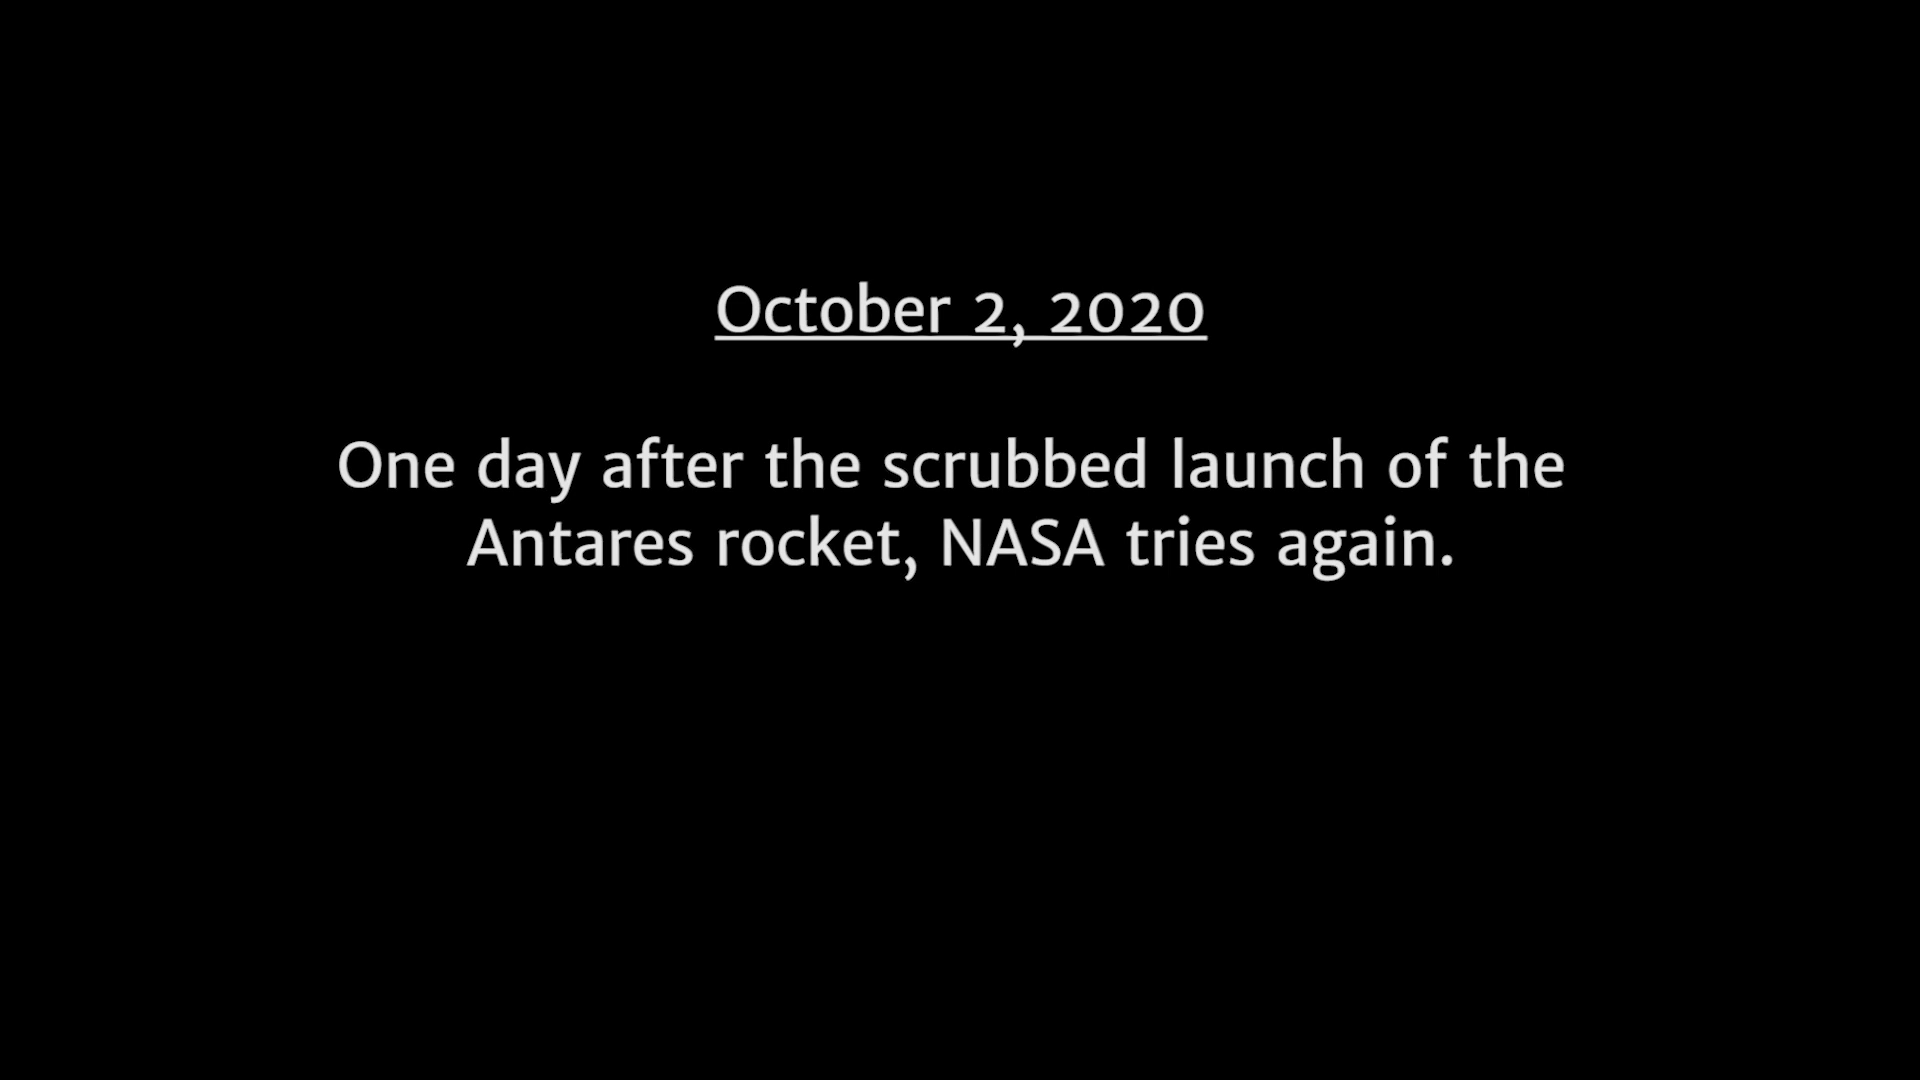 October 2, 2020
One day after the scrubbed launch of the
Antares rocket, NASA tries again.